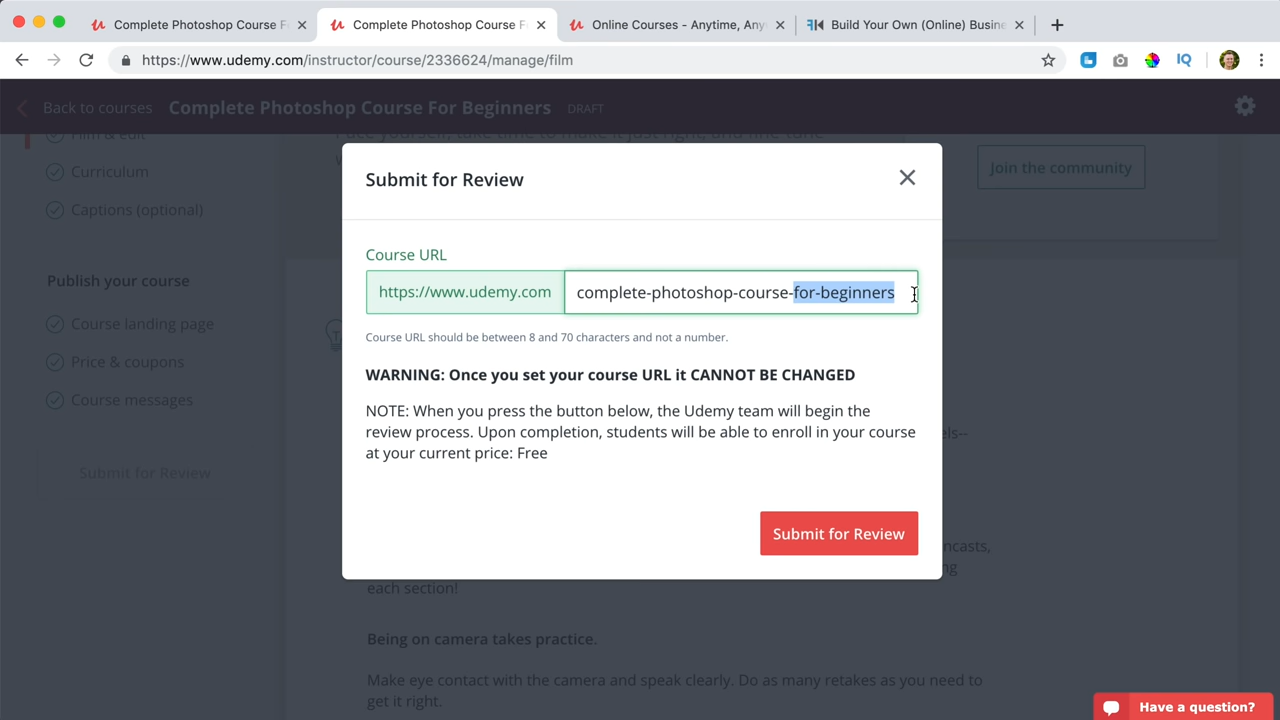 Complete Photoshop Course F
Complete Photoshop Course F
Online Courses - Anytime, Any
Build Your Own (Online) Busine
https://www.udemy.com/instructor/course/2336624/manage/film
IQ
Back to courses
Complete Photoshop Course For Beginners
DRAFT
Film & edit
Curriculum
Captions (optional)
Publish your course
Course landing page
Price & coupons
Course messages
Submit for Review
Join the community
Submit for Review
Course URL
https://www.udemy.com
complete-photoshop-course-for-beginners
Course URL should be between 8 and 70 characters and not a number.
WARNING: Once you set your course URL it CANNOT BE CHANGED
NOTE: When you press the button below, the Udemy team will begin the
review process. Upon completion, students will be able to enroll in your course
at your current price: Free
Submit for Review
each section!
Being on camera takes practice.
Make eye contact with the camera and speak clearly. Do as many retakes as you need to
get it right.
Have a question?